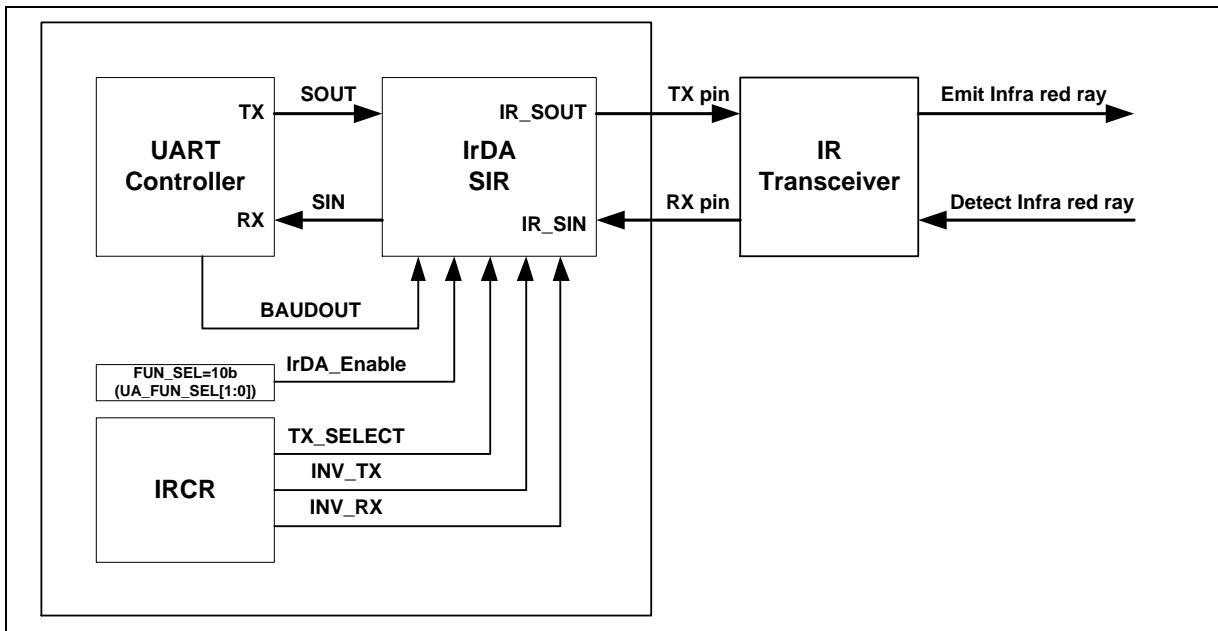 TX
SOUT
UART
Controller
SIN
RX
IR_SOUT
IrDA
SIR
IR_SIN
TX pin
RX pin
IR
Transceiver
Emit Infra red ray
Detect Infra red ray
BAUDOUT
FUN_SEL=10b
(UA_FUN_SEL[1:0])
IrDA_Enable
IRCR
TX_SELECT
INV_TX
INV_RX